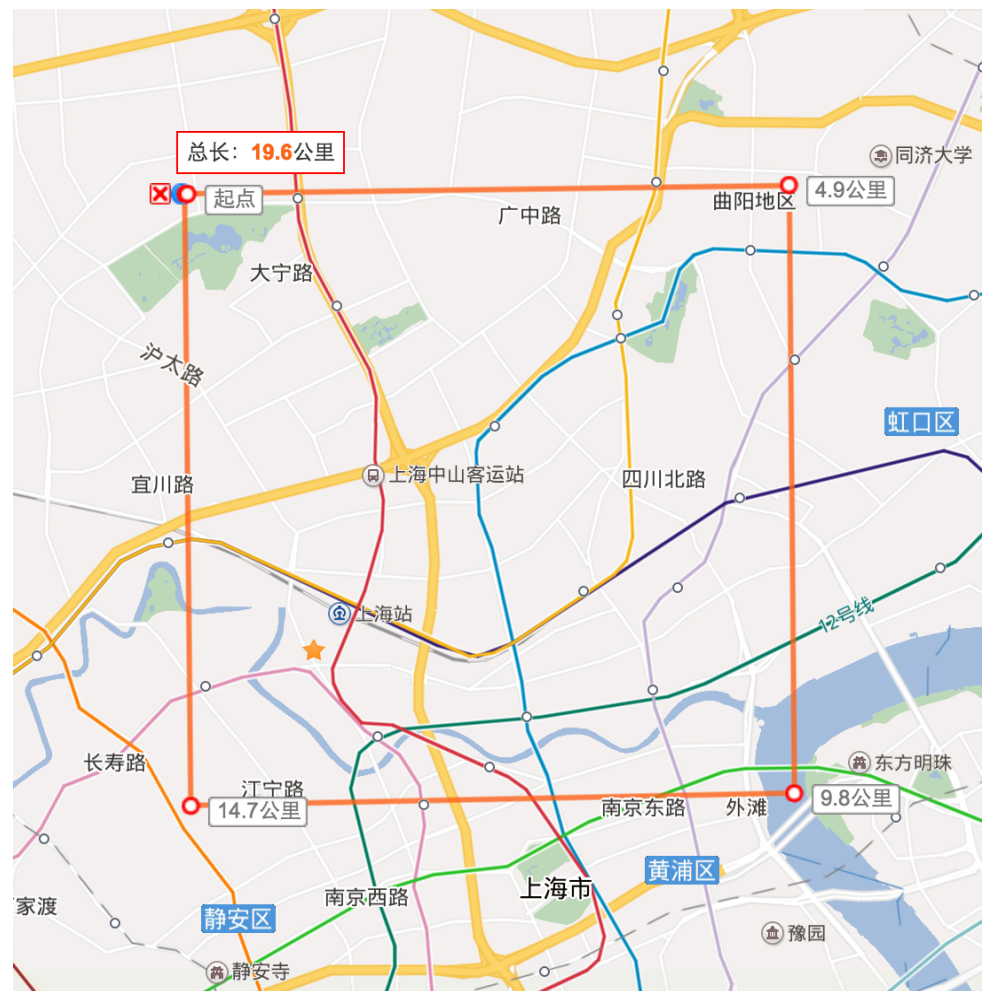 总长：19.6公里
同济大学
起点
4.9公里
曲阳地区
广中路
大宁路
沪太路
虹口区
上海中山客运站
四川北路
宜川路
上海站
12号线
长寿路
东方明珠
江宁路
14.7公里
南京东路
外滩
9.8公里
黄浦区
上海市
南京西路
家渡
静安区
豫园
静安寺